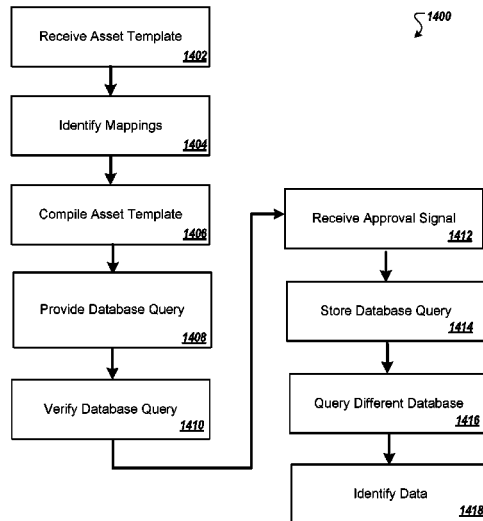 1400
Receive Asset Template
1402
Identify Mappings
1404
Compile Asset Template
1406
Provide Database Query
1408
Verify Database Query
1410
Receive Approval Signal
1412
Store Database Query
1414
Query Different Database
1416
Identify Data
1418